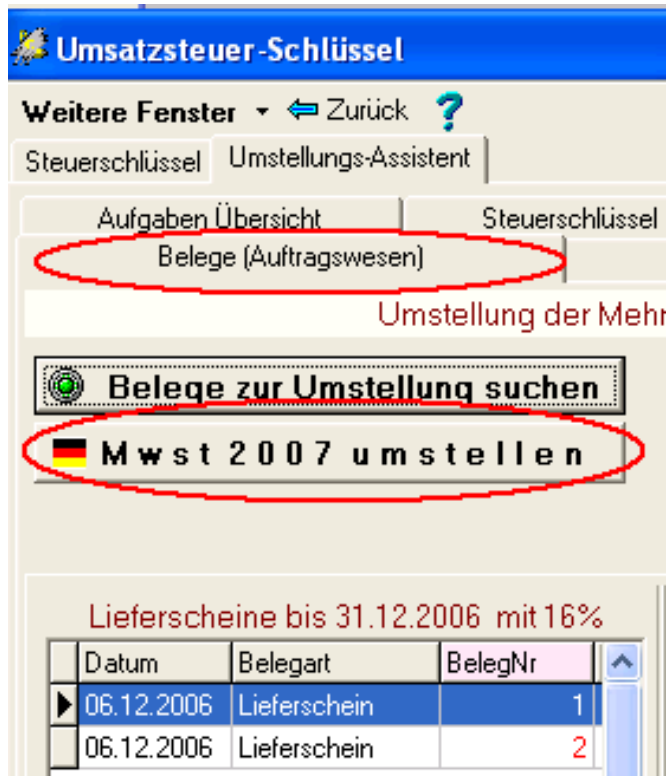 Umsatzsteuer-Schlüssel
Weitere Fenster Zurück ?
Steuerschlüssel Umstellungs-Assistent
Aufgaben Übersicht Steuerschlüssel
Belege (Auftragswesen)
Umstellung der Mehr
Belege zur Umstellung suchen
Mwst 2007 umstellen
Lieferscheine bis 31.12.2006 mit 16%
Datum Belegart BelegNr
06.12.2006 Lieferschein 1
06.12.2006 Lieferschein 2